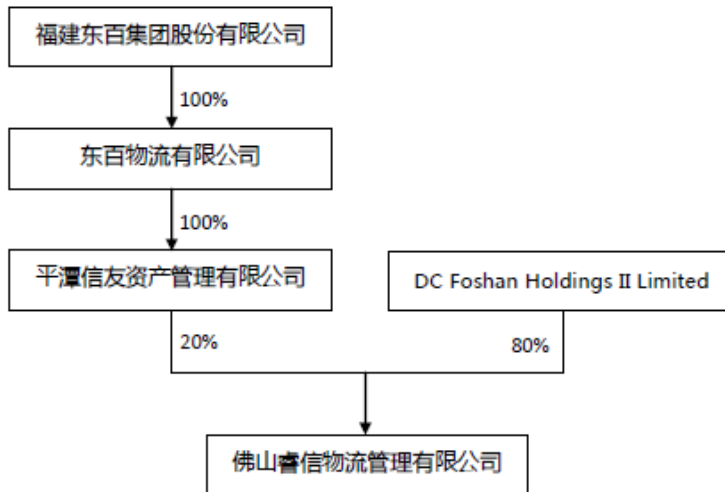 福建东百集团股份有限公司
100%
东百物流有限公司
100%
平潭信友资产管理有限公司
DC Foshan Holdings II Limited
20%
80%
佛山睿信物流管理有限公司